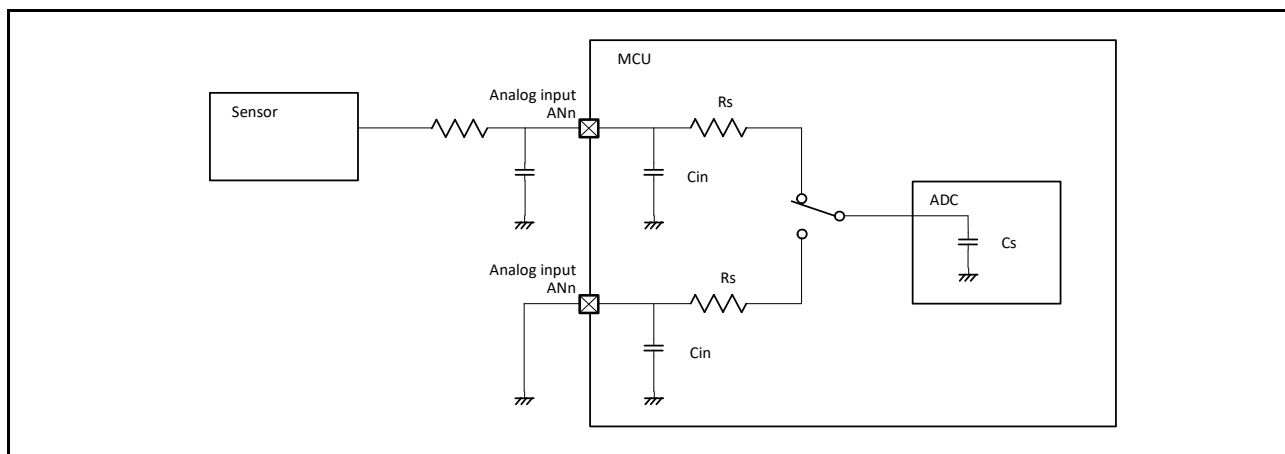 MCU
Sensor
Analog input
ANn
Rs
Cin
ADC
Cs
Analog input
ANn
Rs
Cin